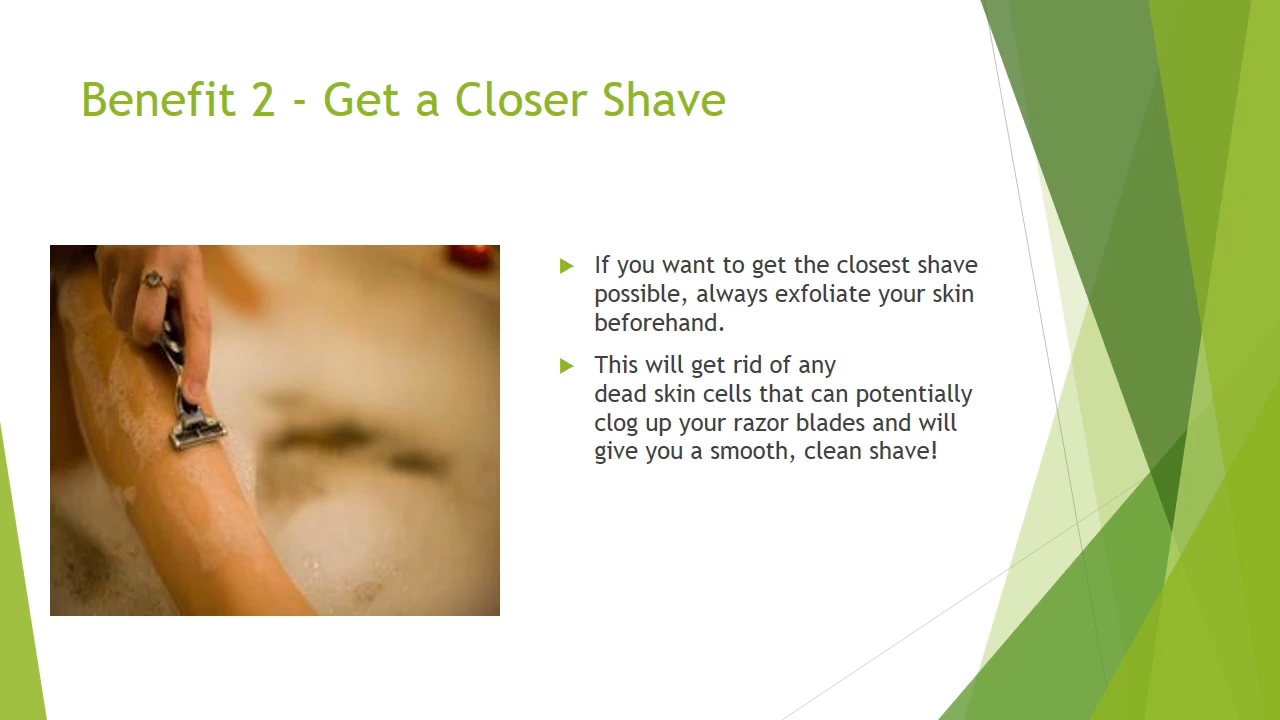 Benefit 2 - Get a Closer Shave
If you want to get the closest shave
possible, always exfoliate your skin
beforehand.
This will get rid of any
dead skin cells that can potentially
clog up your razor blades and will
give you a smooth, clean shave!